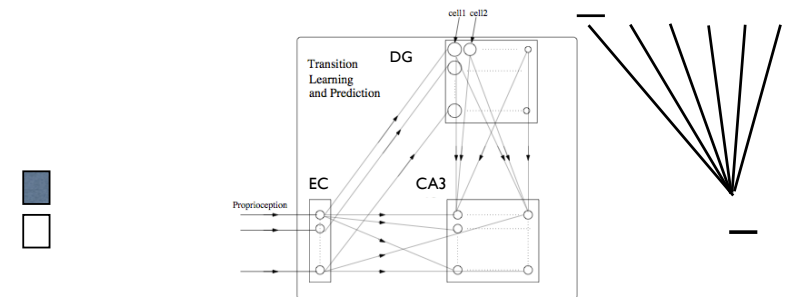 cell1 cell2
DG
Transition
Learning
and Prediction
EC
CA3
Proprioception